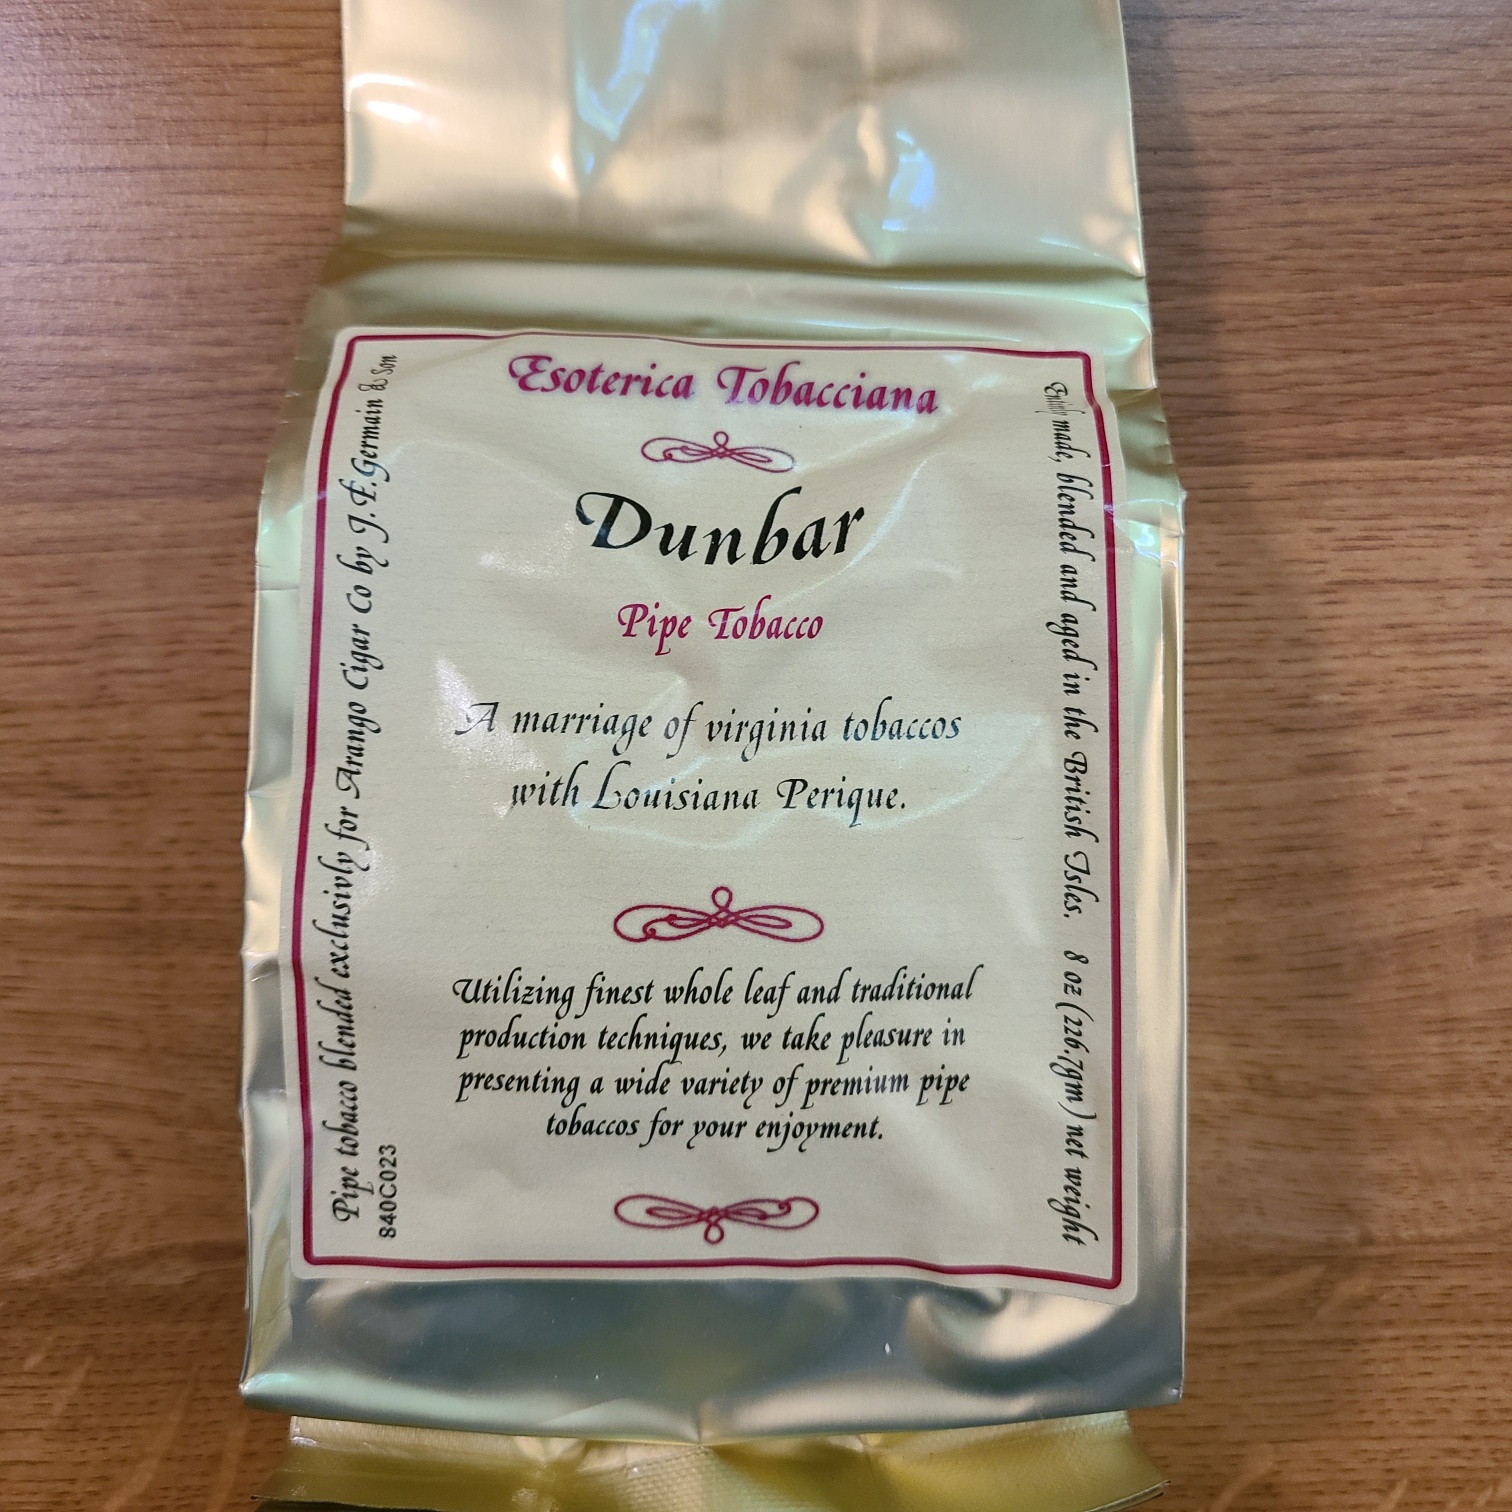 Esoterica Tobacciana
Dunbar
Pipe Tobacco
A marriage of virginia tobaccos
with Louisiana Perique.
Utilizing finest whole leaf and traditional
production techniques, we take pleasure in
presenting a wide variety of premium pipe
tobaccos for your enjoyment.
Pipe tobacco blended exclusivly for Arango Cigar Co by J.F.Germain & Son
840C023
made, blended and aged in the British Isles. 8 oz (226.7gm) net weight